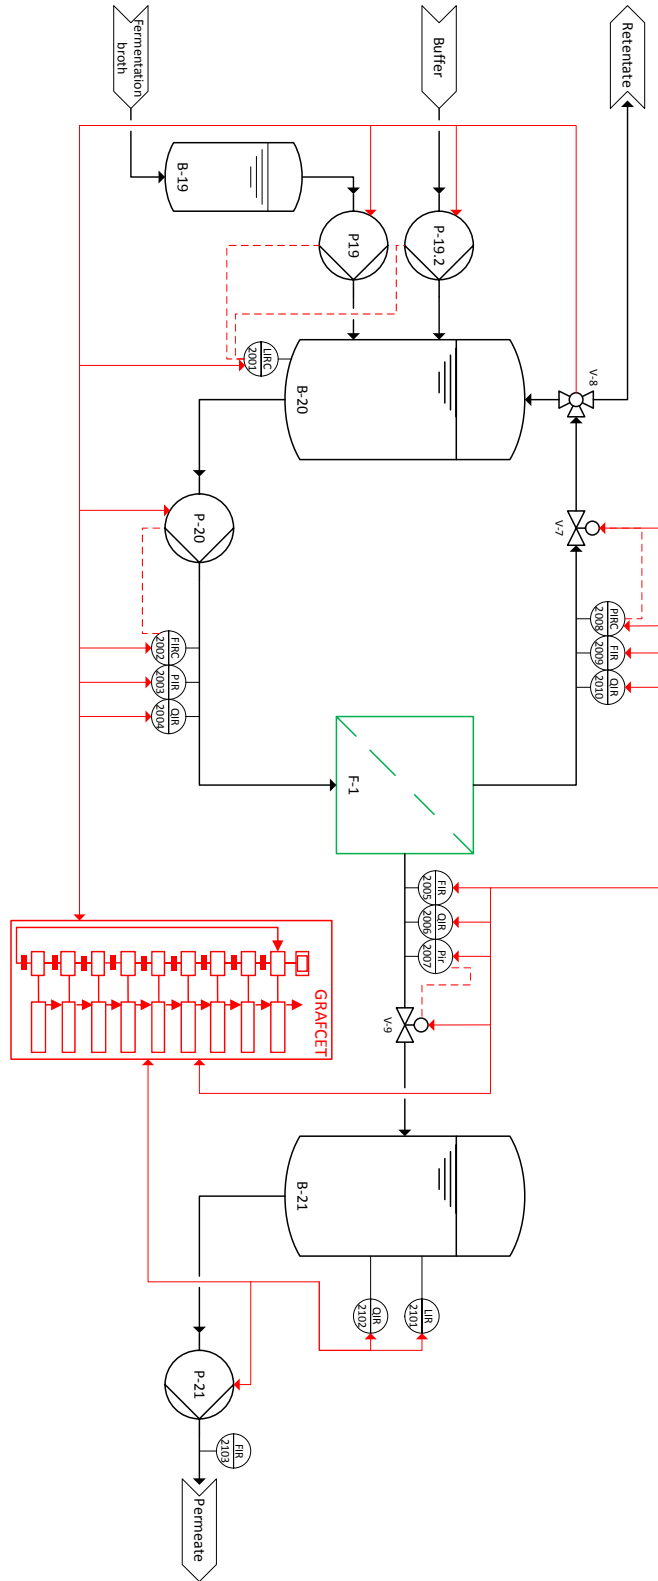 Fermentation
broth
Buffer
Retentate
B-19
P19
P-19.2
LIRC
2001
B-20
V-8
P-20
V-7
FIRC
2002
PIR
2003
QIR
2004
PIRC
2008
FIR
2009
QIR
2010
F-1
FIR
2005
QIR
2006
Pir
2007
V-9
GRAFCET
B-21
QIR
2102
LIR
2101
P-21
FIR
2103
Permeate